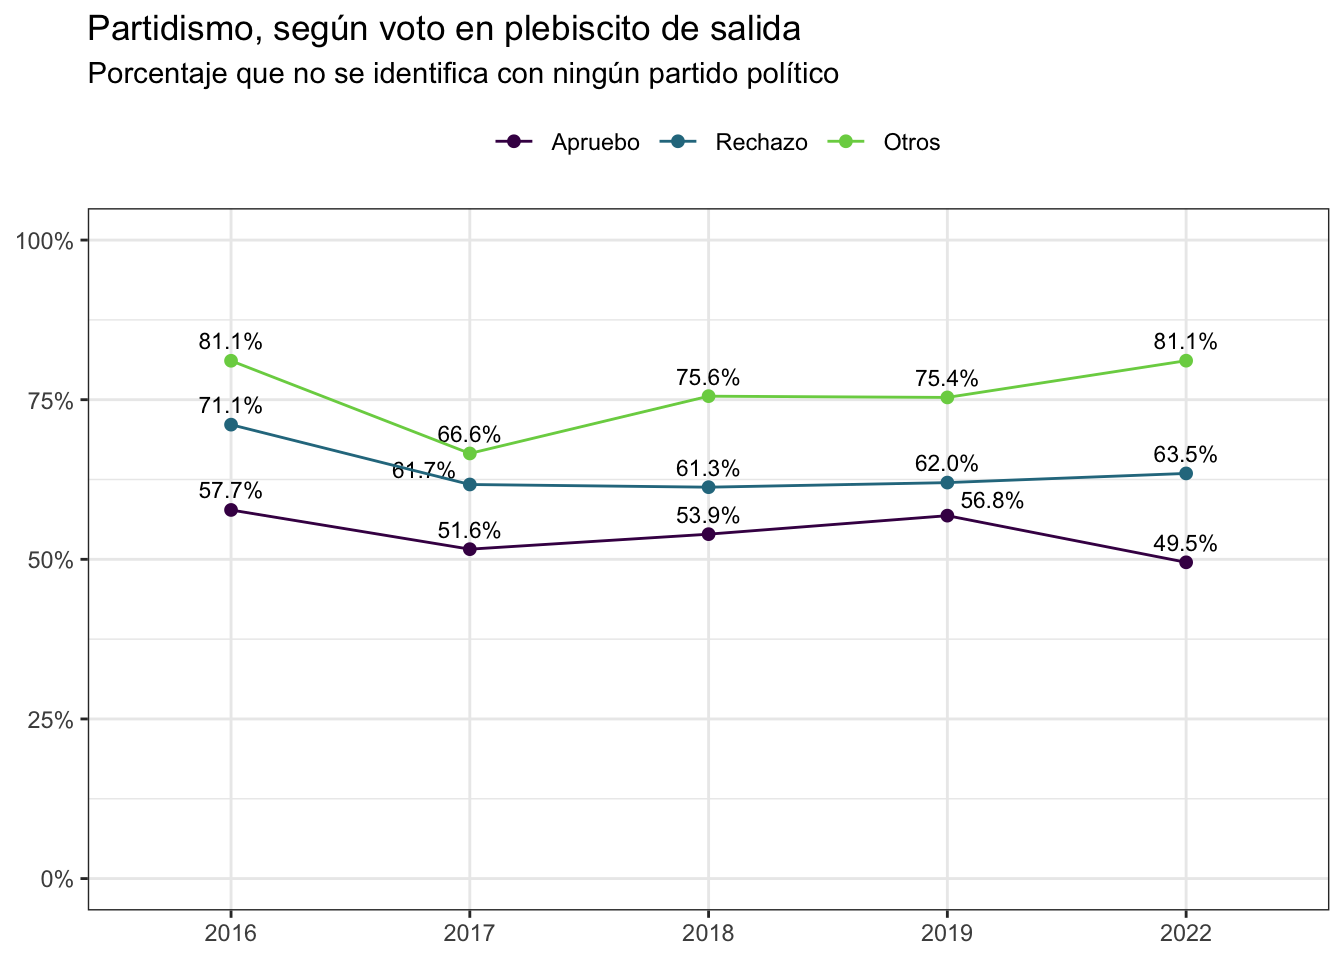 Partidismo, según voto en plebiscito de salida
Porcentaje que no se identifica con ningún partido político
Apruebo Rechazo Otros
100%
81.1% 81.1%
75.6% 75.4%
75%
71.1%
66.6%
61.7% 61.3% 62.0% 63.5%
57.7% 56.8%
51.6% 53.9%
49.5%
50%
25%
0%
2016 2017 2018 2019 2022